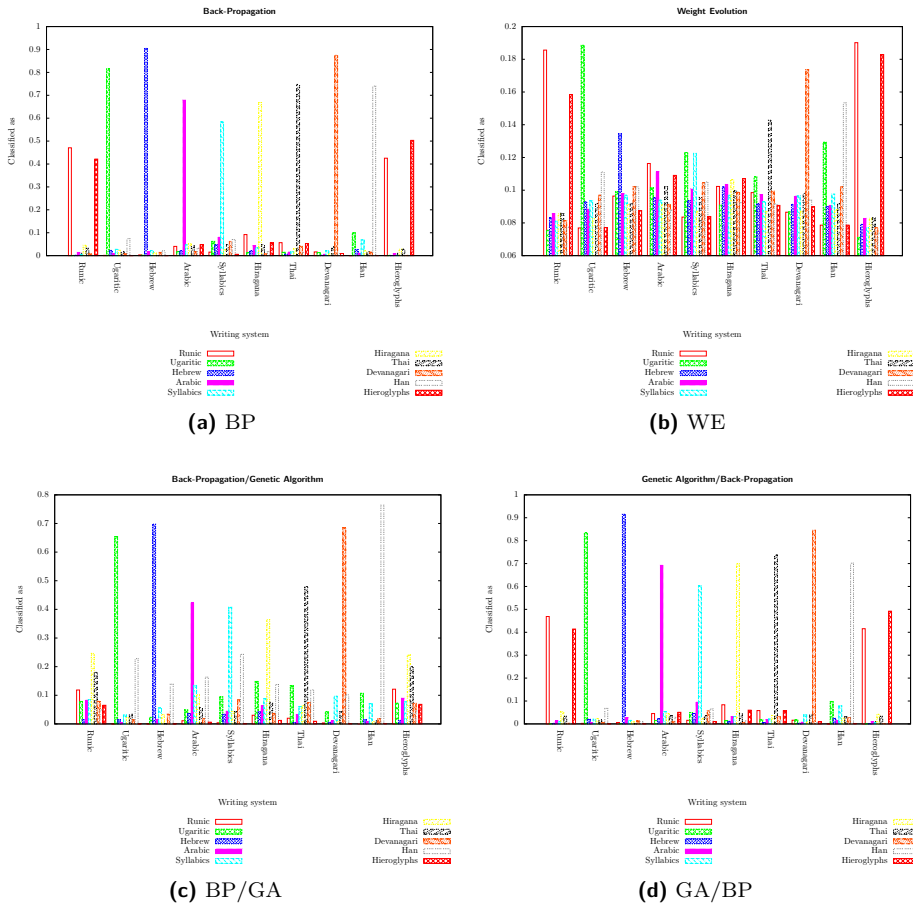 Back-Propagation
1
0.9
0.8
0.7
0.6
0.5
0.4
0.3
0.2
0.1
0
Classified as
Runic
Ugaritic
Hebrew
Arabic
Syllabics
Hiragana
Thai
Devanagari
Han
Hieroglyphs
Writing system
Runic
Ugaritic
Hebrew
Arabic
Syllabics
Hiragana
Thai
Devanagari
Han
Hieroglyphs
(a) BP
Weight Evolution
0.2
0.18
0.16
0.14
0.12
0.1
0.08
0.06
Classified as
Runic
Ugaritic
Hebrew
Arabic
Syllabics
Hiragana
Thai
Devanagari
Han
Hieroglyphs
Writing system
Runic
Ugaritic
Hebrew
Arabic
Syllabics
Hiragana
Thai
Devanagari
Han
Hieroglyphs
(b) WE
Back-Propagation/Genetic Algorithm
0.8
0.7
0.6
0.5
0.4
0.3
0.2
0.1
0
Classified as
Runic
Ugaritic
Hebrew
Arabic
Syllabics
Hiragana
Thai
Devanagari
Han
Hieroglyphs
Writing system
Runic
Ugaritic
Hebrew
Arabic
Syllabics
Hiragana
Thai
Devanagari
Han
Hieroglyphs
(c) BP/GA
Genetic Algorithm/Back-Propagation
1
0.9
0.8
0.7
0.6
0.5
0.4
0.3
0.2
0.1
0
Classified as
Runic
Ugaritic
Hebrew
Arabic
Syllabics
Hiragana
Thai
Devanagari
Han
Hieroglyphs
Writing system
Runic
Ugaritic
Hebrew
Arabic
Syllabics
Hiragana
Thai
Devanagari
Han
Hieroglyphs
(d) GA/BP